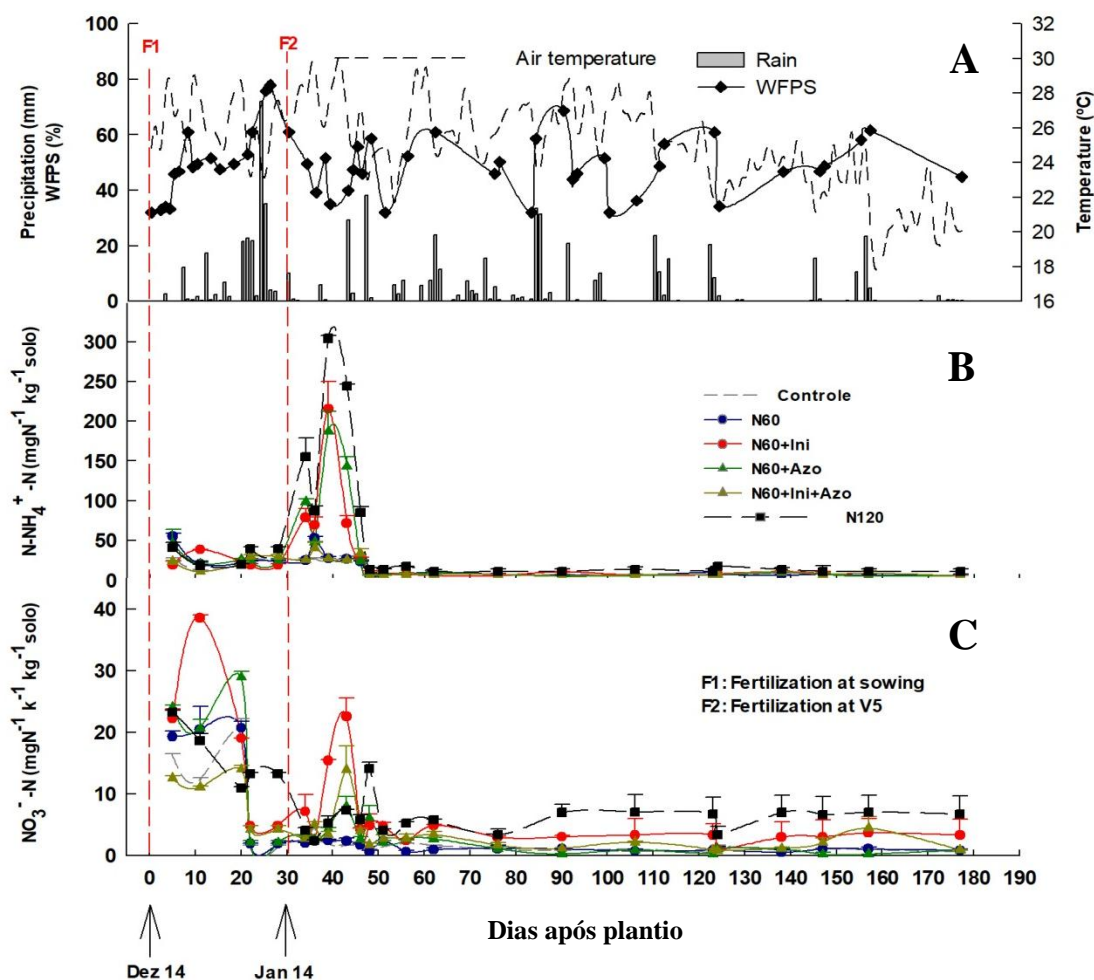 F1
F2
Air temperature
Rain
WFPS
A
100
80
60
40
20
0
32
30
28
26
24
22
20
18
16
Precipitation (mm)
WFPS (%)
Temperature (ºC)
B
300
250
200
150
100
50
0
N-NH4+ -N (mgN-1 kg-1 solo)
Controle
N60
N60+Ini
N60+Azo
N60+Ini+Azo
N120
C
40
30
20
10
0
NO3- -N (mgN-1 k-1 kg-1 solo)
F1: Fertilization at sowing
F2: Fertilization at V5
0 10 20 30 40 50 60 70 80 90 100 110 120 130 140 150 160 170 180 190
Dias após plantio
Dez 14
Jan 14